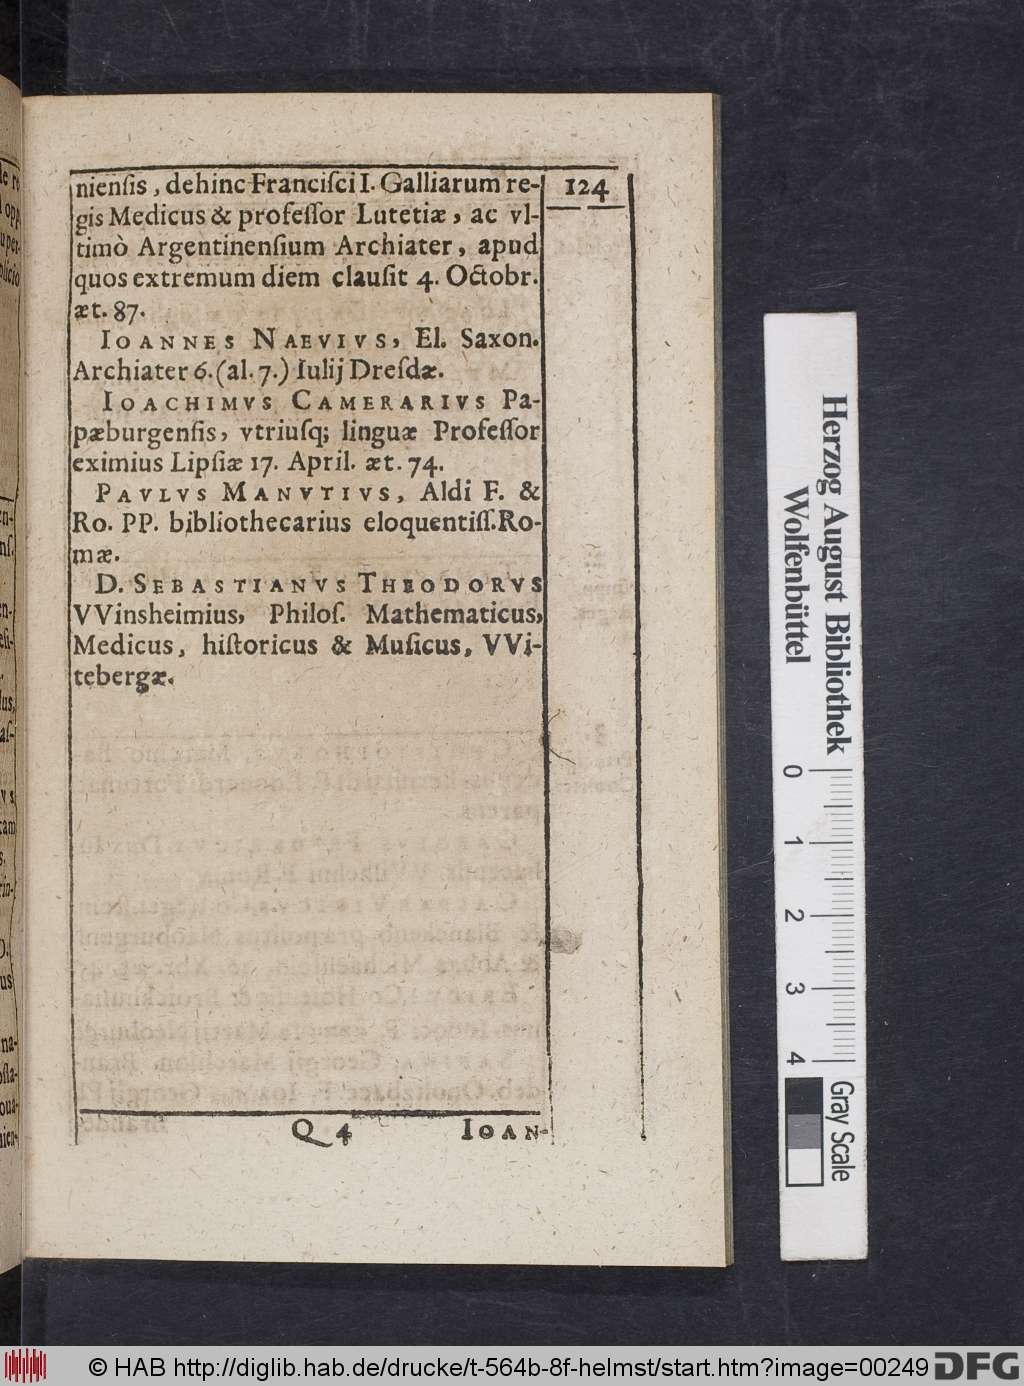 nienſis, dehinc Franciſci I. Galliarum re-
124
gis Medicus & profeſſor Lutetiæ, ac vl-
timò Argentinenſium Archiater, apud
quos extremum diem clauſit 4. Octobr.
æt. 87.
IOANNES NAEVIVS, El. Saxon.
Archiater 6. (al. 7.) Iulij Dreſdæ.
IOACHIMVS CAMERARIVS Pa-
pæburgenſis, vtriuſq; linguæ Profeſſor
eximius Lipſiæ 17. April. æt. 74.
PAVLVS MANVTIVS, Aldi F. &
Ro. PP. bibliothecarius eloquentiſſ. Ro-
mæ.
D. SEBASTIANVS THEODORVS
VVinsheimius, Philoſ. Mathematicus,
Medicus, hiſtoricus & Muſicus, VVi-
tebergæ.
Q 4
IOAN-
Herzog August Bibliothek
Wolfenbüttel
0 1 2 3 4
Gray Scale
© HAB http://diglib.hab.de/drucke/t-564b-8f-helmst/start.htm?image=00249
DFG